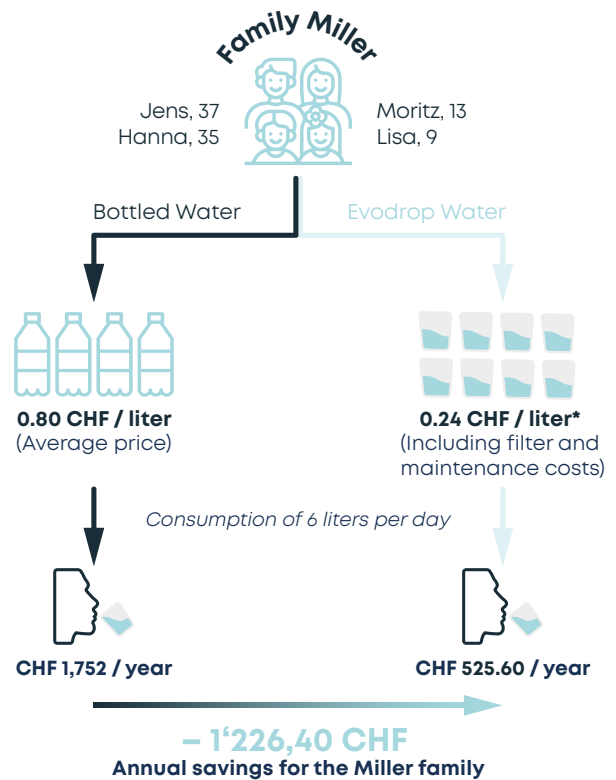 Family Miller
Jens, 37
Hanna, 35
Moritz, 13
Lisa, 9
Bottled Water
Evodrop Water
0.80 CHF / liter
(Average price)
0.24 CHF / liter*
(Including filter and
maintenance costs)
Consumption of 6 liters per day
CHF 1,752 / year
CHF 525.60 / year
– 1‘226,40 CHF
Annual savings for the Miller family